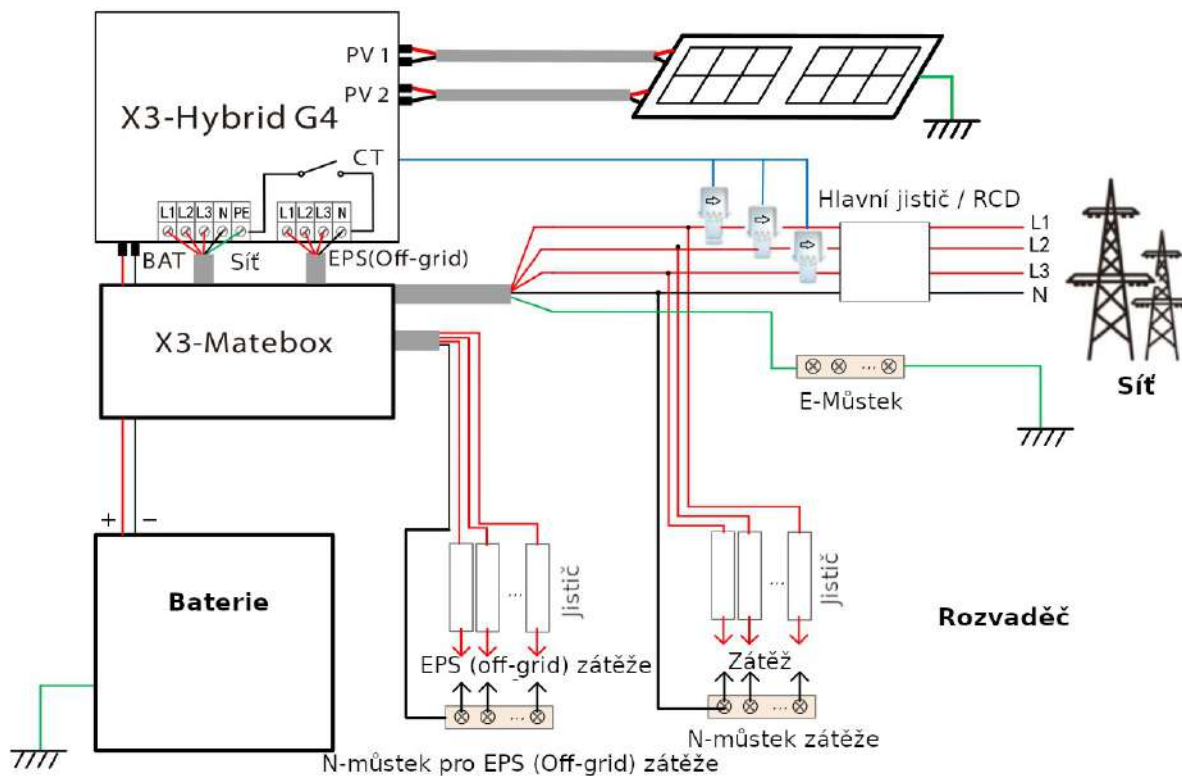 PV 1
PV 2
X3-Hybrid G4
CT
L1 L2 L3 N PE
L1 L2 L3 N
BAT
Síť
EPS(Off-grid)
Hlavní jistič / RCD
L1
L2
L3
N
X3-Matebox
E-Můstek
Síť
+ −
Baterie
...
Jistič
...
Jistič
Rozvaděč
EPS (off-grid) zátěže
Zátěž
...
...
...
N-můstek zátěže
N-můstek pro EPS (Off-grid) zátěže